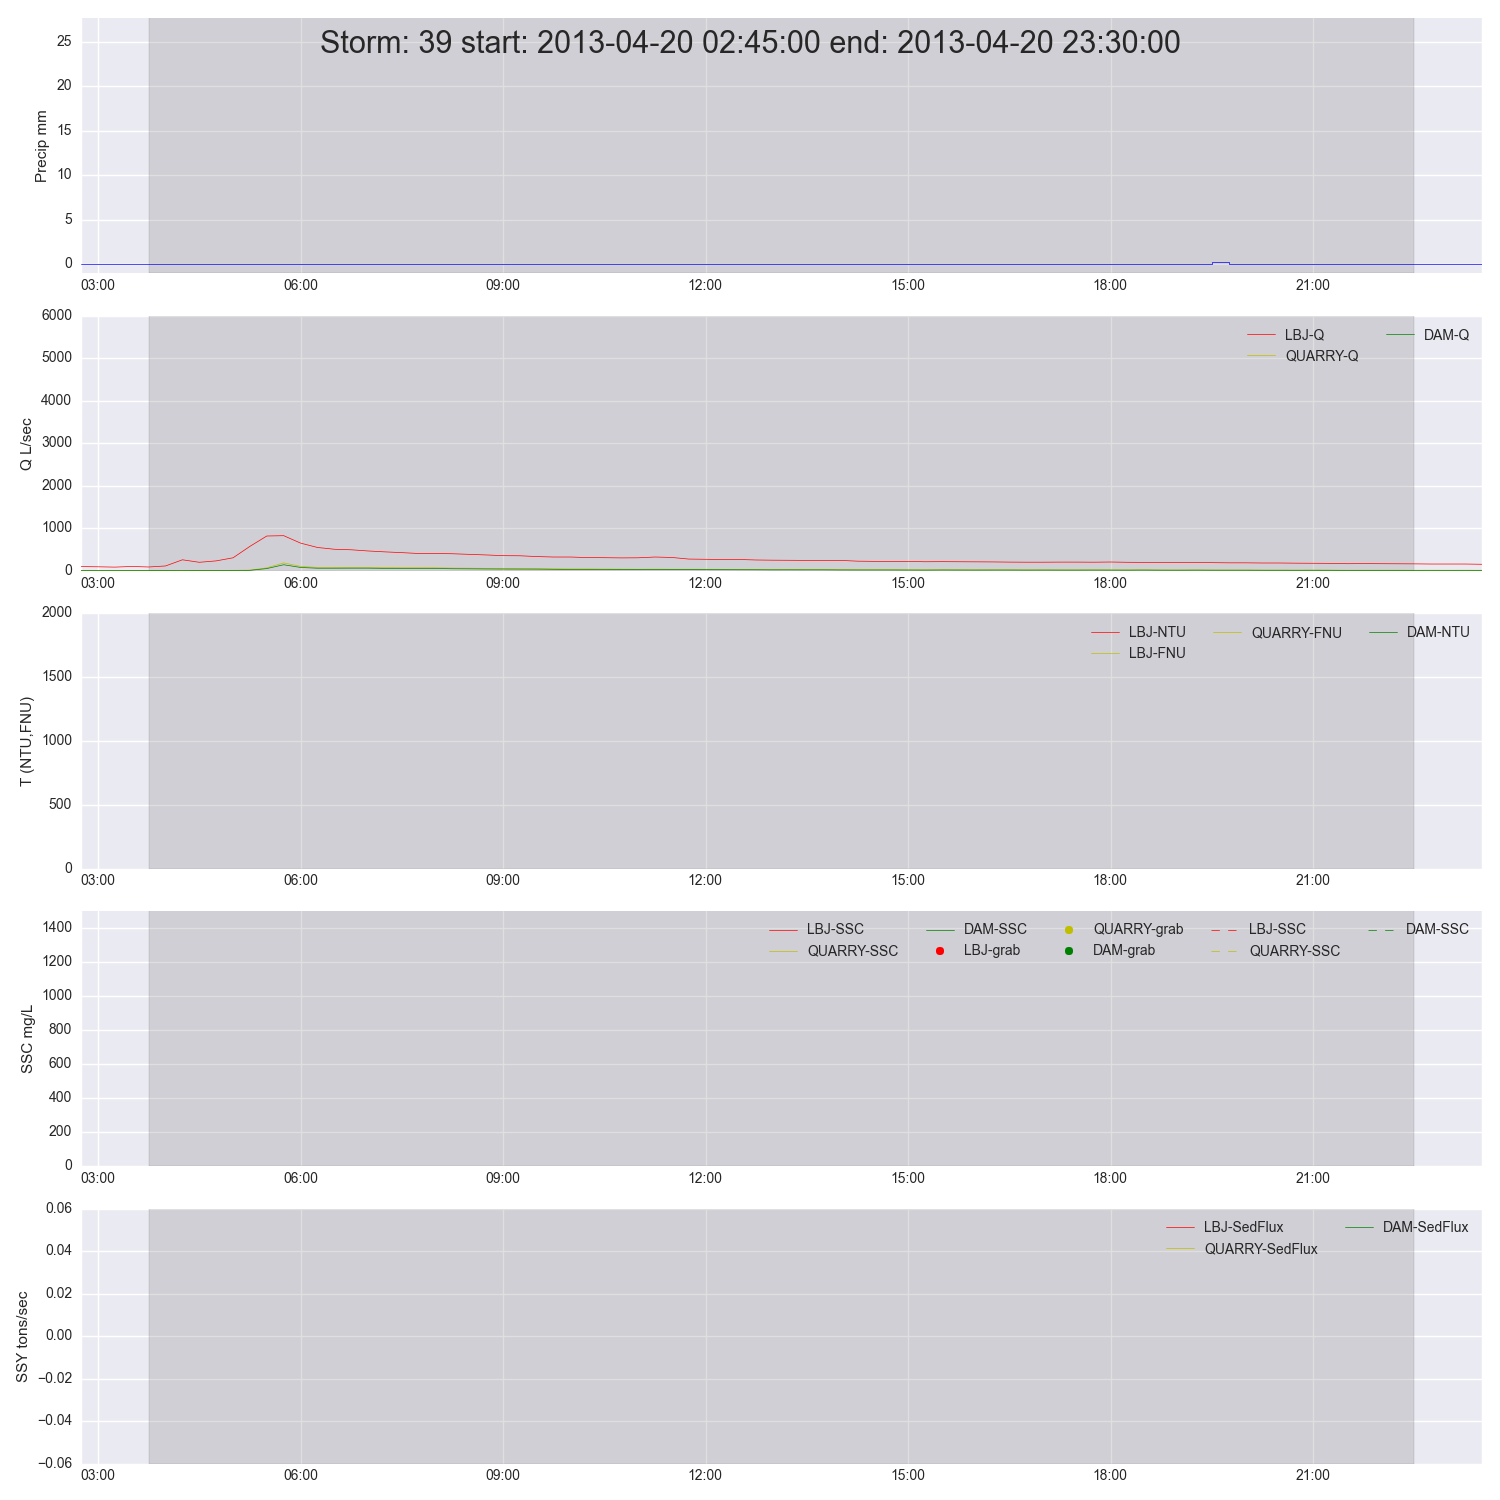 Storm: 39 start: 2013-04-20 02:45:00 end: 2013-04-20 23:30:00
Precip mm
25
20
15
10
5
0
03:00 06:00 09:00 12:00 15:00 18:00 21:00
Q L/sec
6000
5000
4000
3000
2000
1000
0
LBJ-Q DAM-Q
QUARRY-Q
03:00 06:00 09:00 12:00 15:00 18:00 21:00
T (NTU,FNU)
2000
1500
1000
500
0
LBJ-NTU QUARRY-FNU DAM-NTU
LBJ-FNU
03:00 06:00 09:00 12:00 15:00 18:00 21:00
SSC mg/L
1400
1200
1000
800
600
400
200
0
LBJ-SSC DAM-SSC QUARRY-grab LBJ-SSC DAM-SSC
QUARRY-SSC LBJ-grab DAM-grab QUARRY-SSC
03:00 06:00 09:00 12:00 15:00 18:00 21:00
SSY tons/sec
0.06
0.04
0.02
0.00
−0.02
−0.04
−0.06
LBJ-SedFlux DAM-SedFlux
QUARRY-SedFlux
03:00 06:00 09:00 12:00 15:00 18:00 21:00